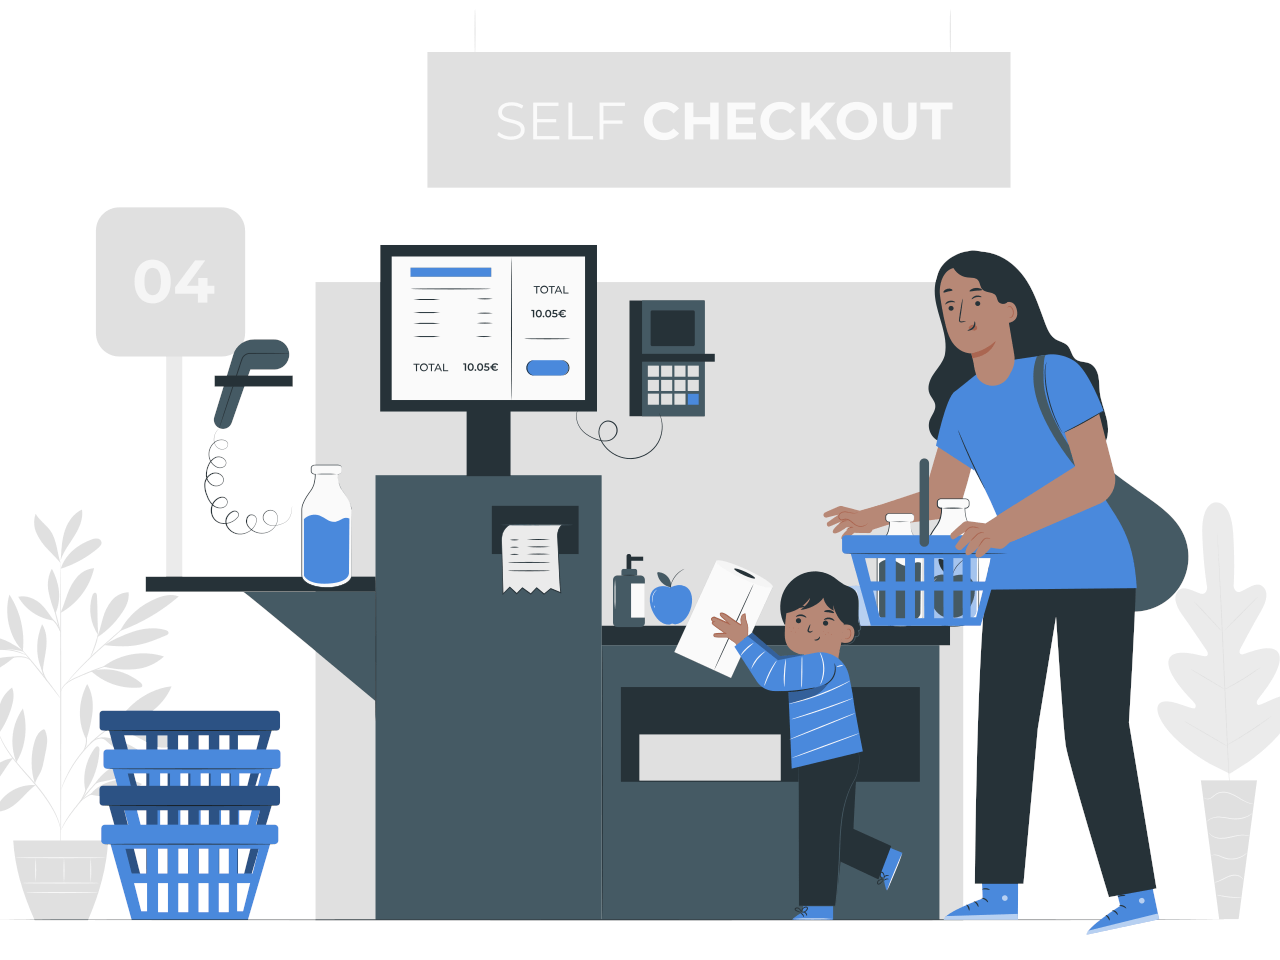 SELF CHECKOUT
04
TOTAL
10.05€
TOTAL 10.05€